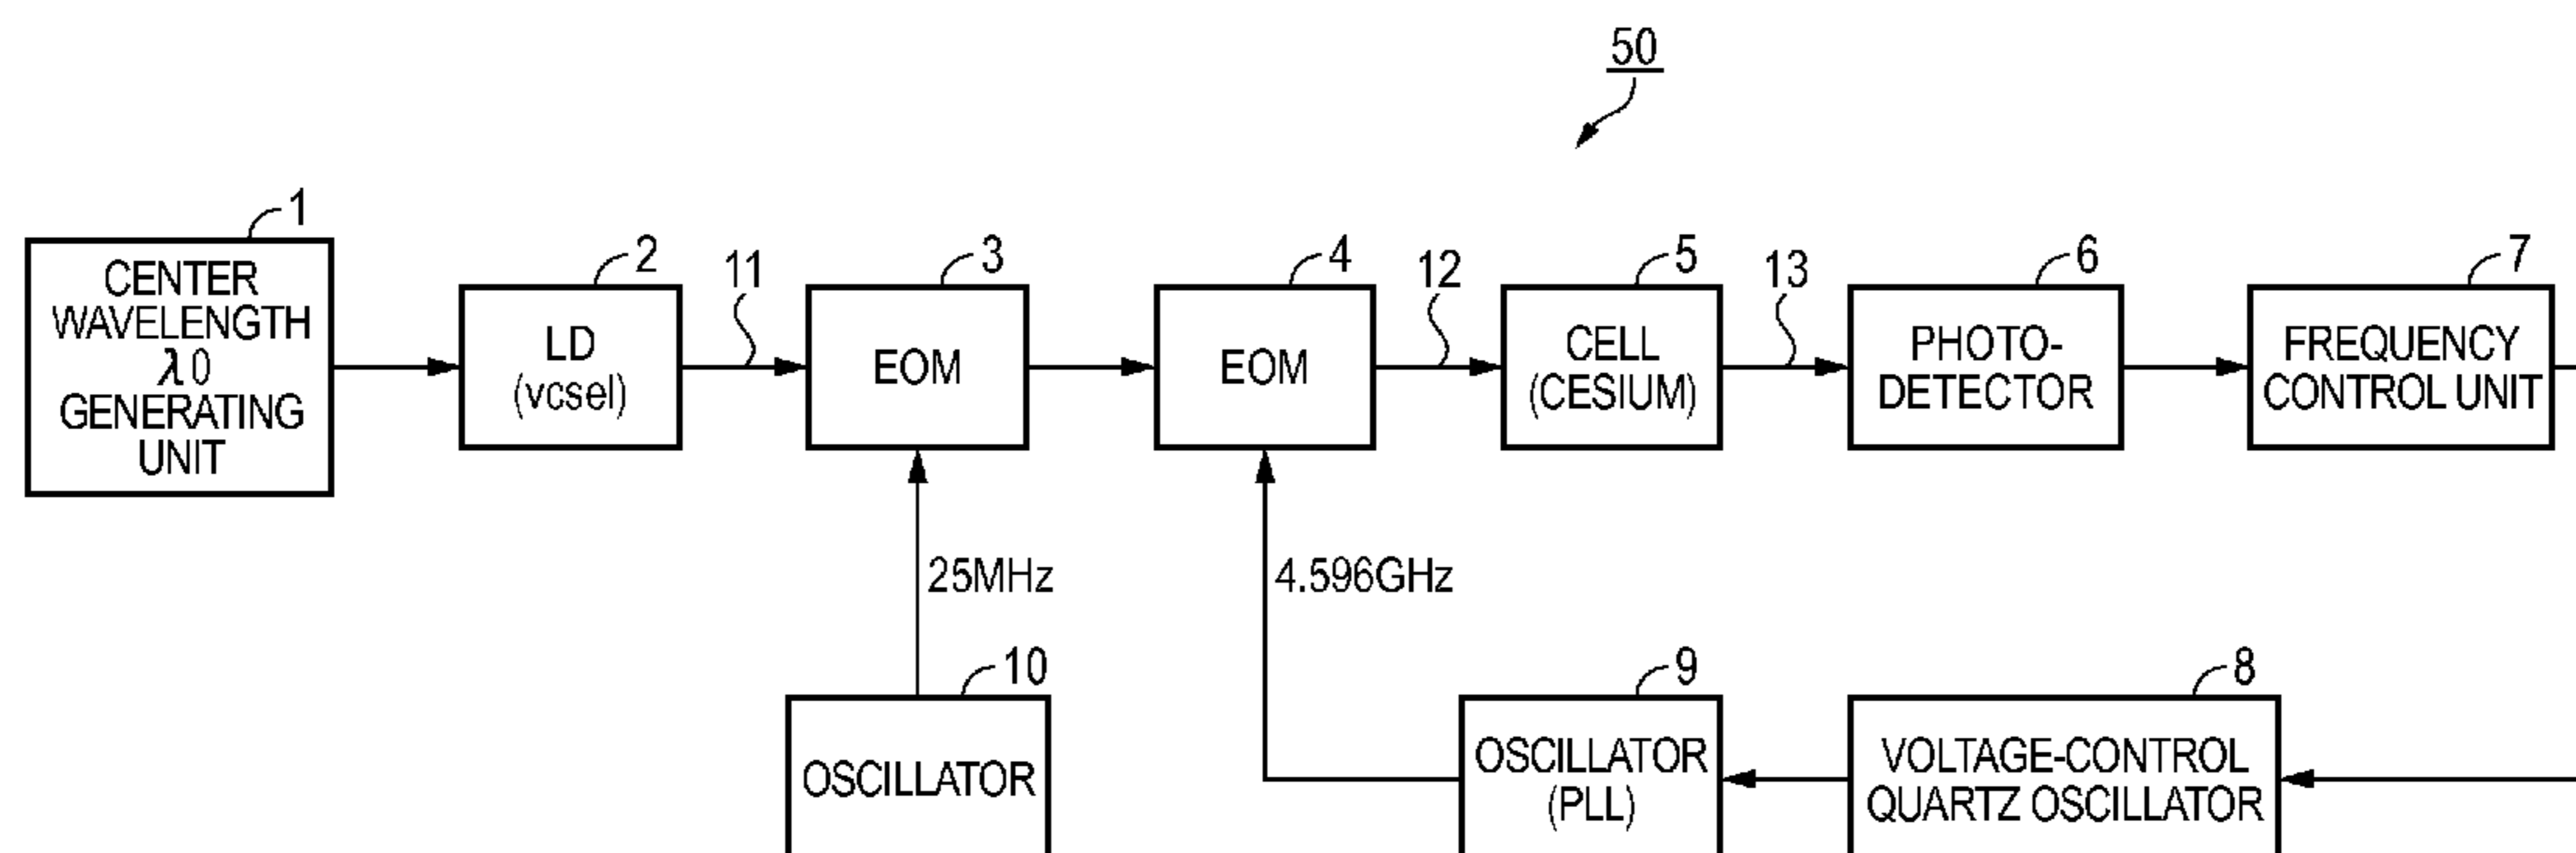 50
1
CENTER
WAVELENGTH
λ0
GENERATING
UNIT
2
LD
(vcsel)
11
3
EOM
4
EOM
12
5
CELL
(CESIUM)
13
6
PHOTO-
DETECTOR
7
FREQUENCY
CONTROL UNIT
25MHz
4.596GHz
10
OSCILLATOR
9
OSCILLATOR
(PLL)
8
VOLTAGE-CONTROL
QUARTZ OSCILLATOR